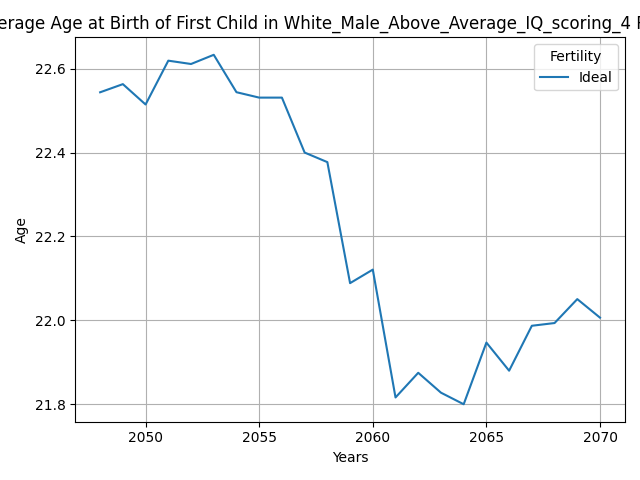 erage Age at Birth of First Child in White_Male_Above_Average_IQ_scoring_4
Fertility
Ideal
22.6
22.4
22.2
22.0
21.8
Age
2050 2055 2060 2065 2070
Years